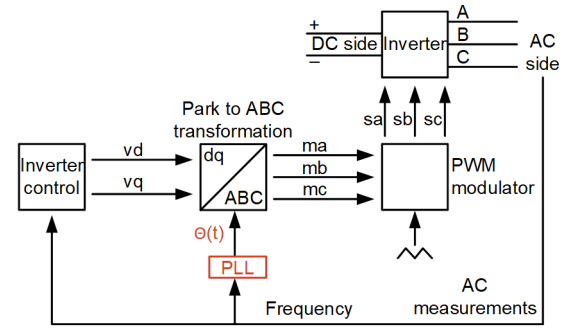 A
+
DC side
Inverter
B
AC
side
–
C
sa
sb
sc
Park to ABC
transformation
Inverter
control
vd
vq
dq
ABC
ma
mb
mc
PWM
modulator
Θ(t)
PLL
Frequency
AC
measurements